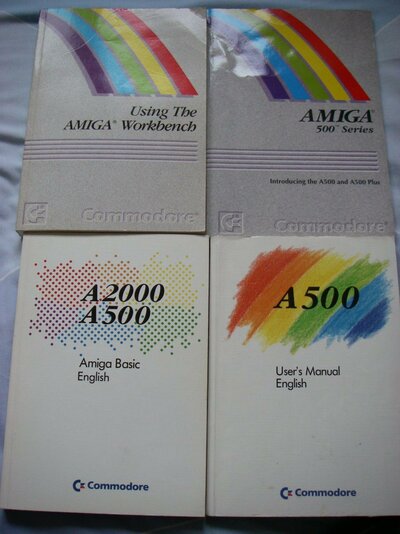 Using The
AMIGA® Workbench
Commodore®
AMIGA®
500™ Series
Introducing the A500 and A500 Plus
Commodore®
A2000
A500
Amiga Basic
English
Commodore
A500
User's Manual
English
Commodore